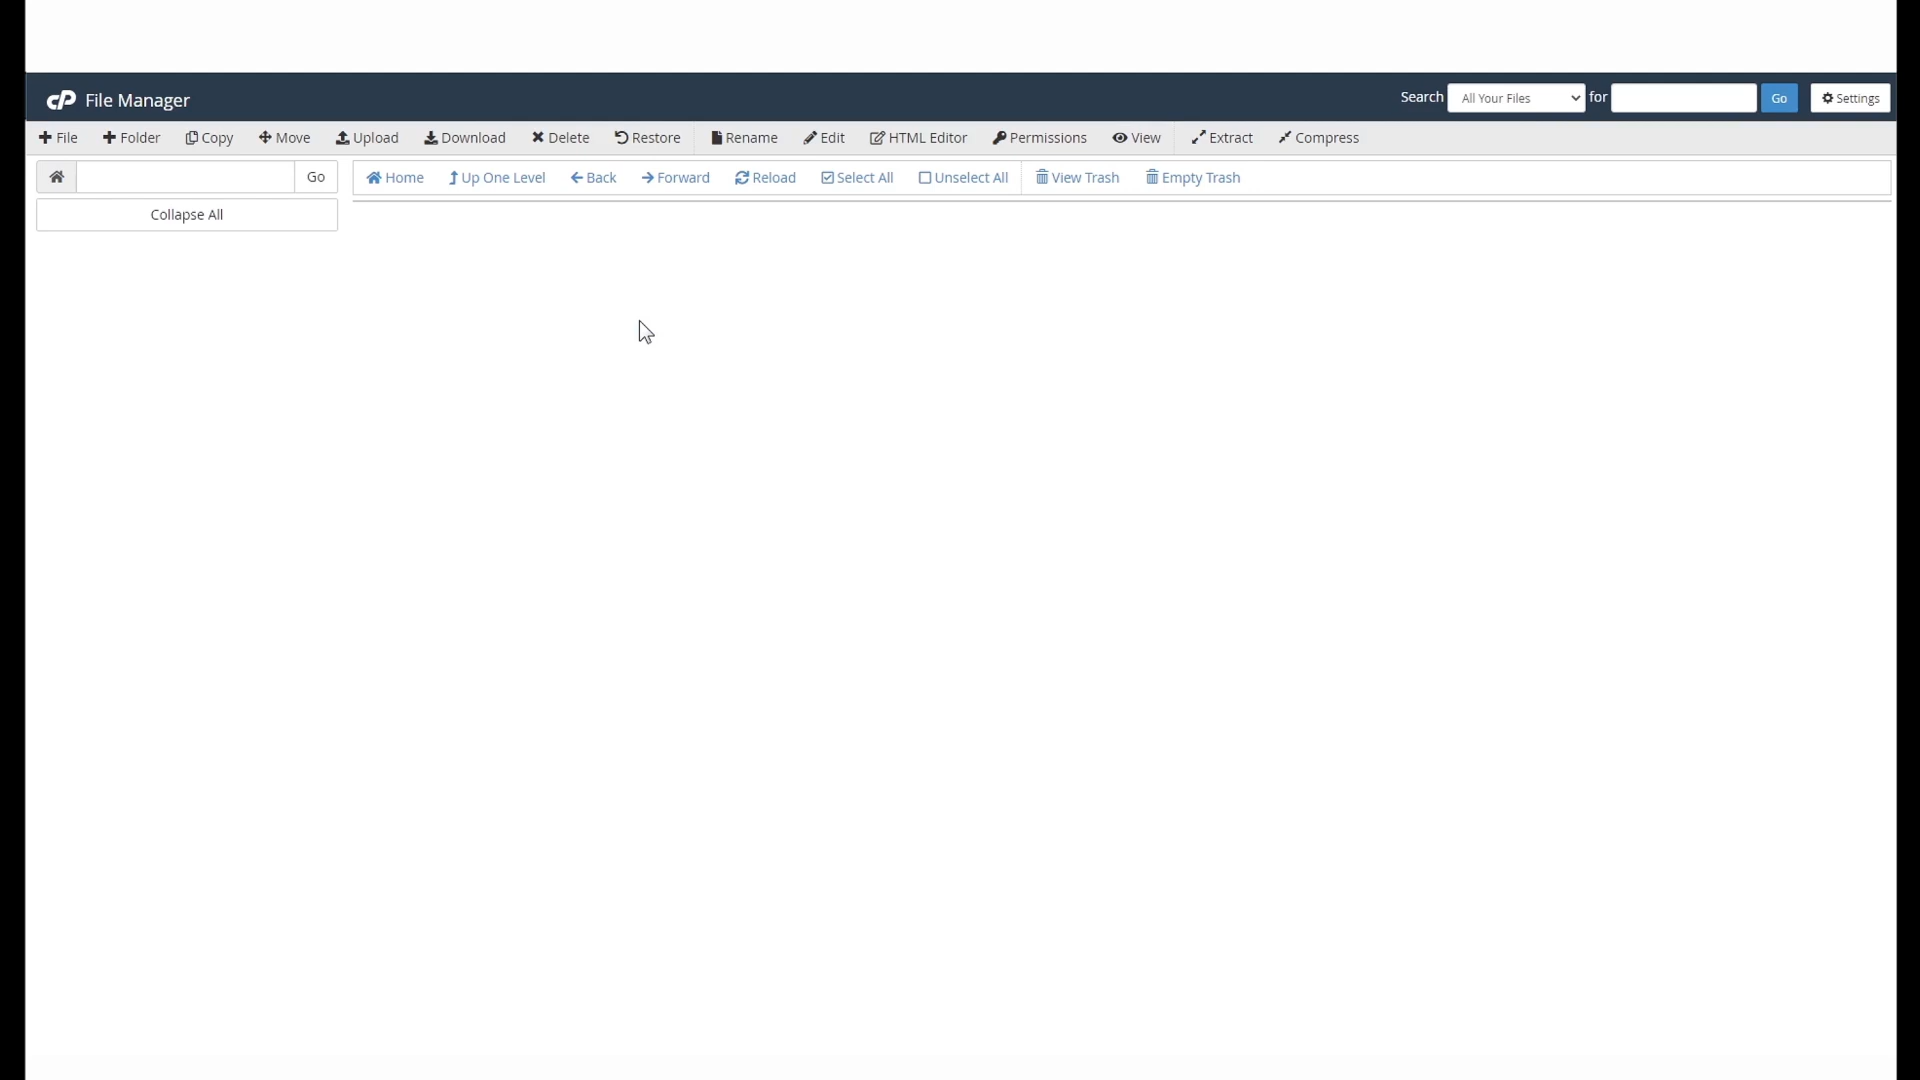 cP File Manager
Search All Your Files for Go Settings
File Folder Copy Move Upload Download Delete Restore Rename Edit HTML Editor Permissions View Extract Compress
Go Home Up One Level Back Forward Reload Select All Unselect All View Trash Empty Trash
Collapse All